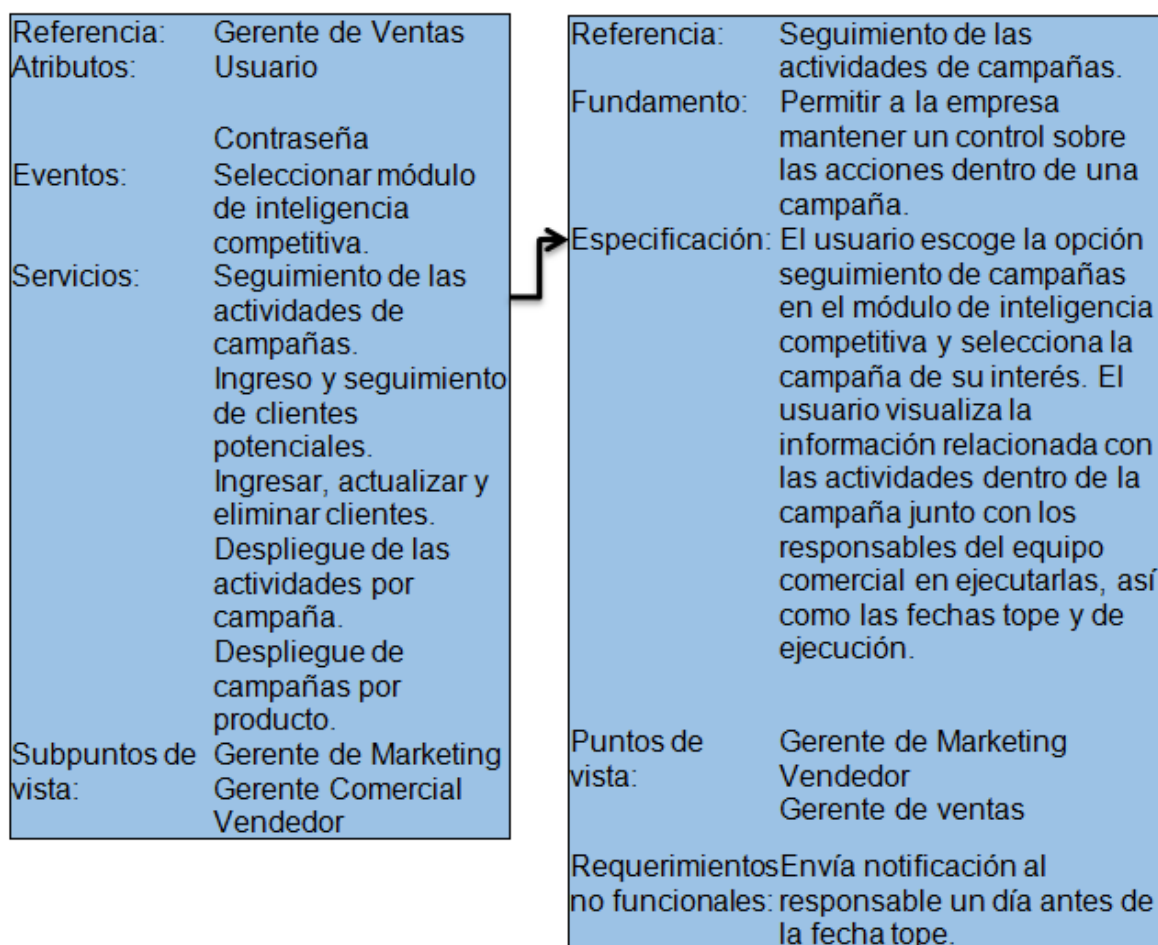 Referencia: Gerente de Ventas
Atributos: Usuario
Contraseña
Eventos: Seleccionar módulo
de inteligencia
competitiva.
Servicios: Seguimiento de las
actividades de
campañas.
Ingreso y seguimiento
de clientes
potenciales.
Ingresar, actualizar y
eliminar clientes.
Despliegue de las
actividades por
campaña.
Despliegue de
campañas por
producto.
Subpuntos de Gerente de Marketing
vista: Gerente Comercial
Vendedor
Referencia: Seguimiento de las
actividades de campañas.
Fundamento: Permitir a la empresa
mantener un control sobre
las acciones dentro de una
campaña.
Especificación: El usuario escoge la opción
seguimiento de campañas
en el módulo de inteligencia
competitiva y selecciona la
campaña de su interés. El
usuario visualiza la
información relacionada con
las actividades dentro de la
campaña junto con los
responsables del equipo
comercial en ejecutarlas, así
como las fechas tope y de
ejecución.
Puntos de Gerente de Marketing
vista: Vendedor
Gerente de ventas
Requerimientos Envía notificación al
no funcionales: responsable un día antes de
la fecha tope.